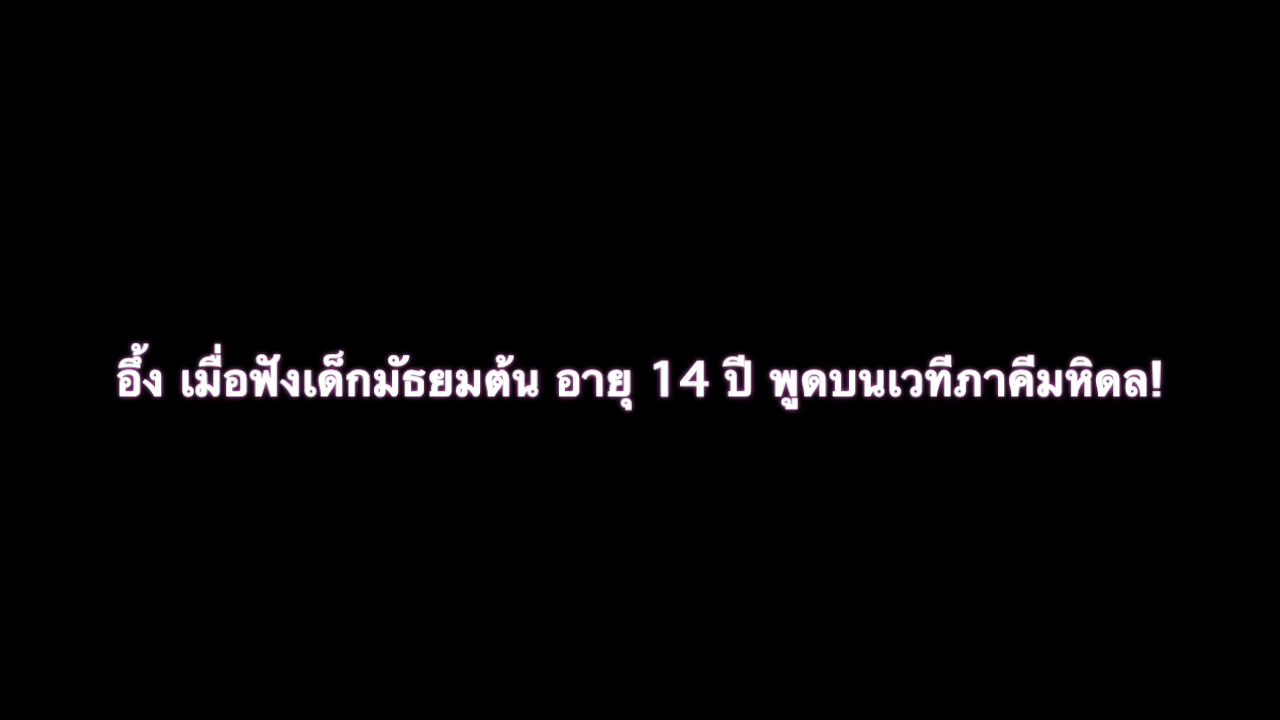 อึ้ง เมื่อฟังเด็กมัธยมต้น อายุ 14 ปี พูดบนเวทีภาคีมหิดล!